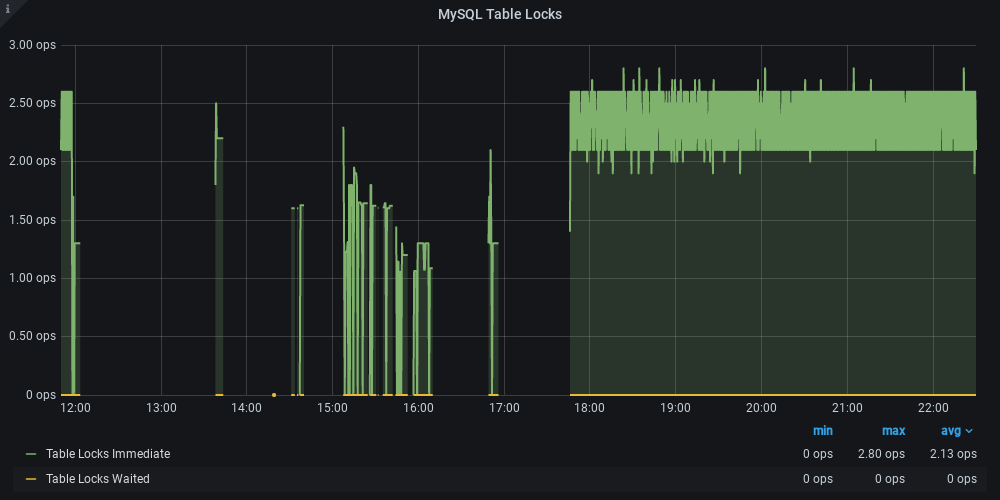 i
MySQL Table Locks
3.00 ops
2.50 ops
2.00 ops
1.50 ops
1.00 ops
0.50 ops
0 ops
12:00 13:00 14:00 15:00 16:00 17:00 18:00 19:00 20:00 21:00 22:00
min max avg
Table Locks Immediate 0 ops 2.80 ops 2.13 ops
Table Locks Waited 0 ops 0 ops 0 ops